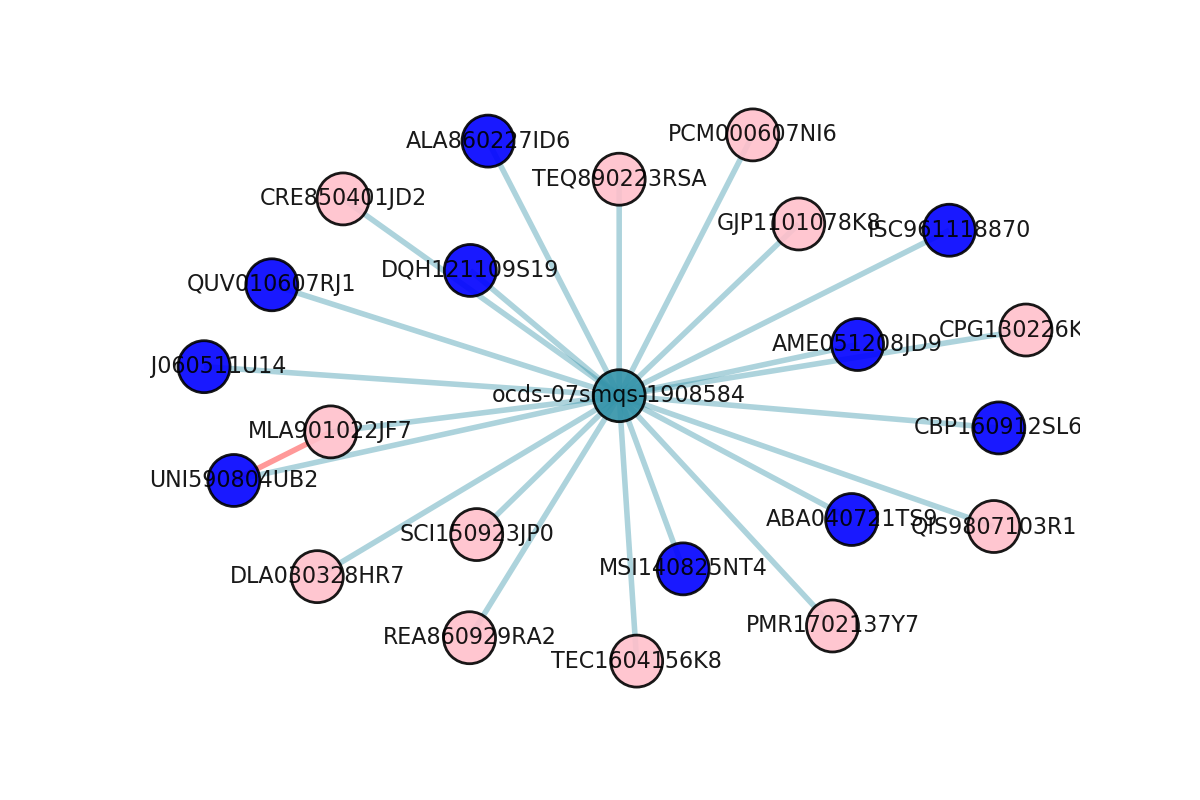 PCM000607NI6
ALA860227ID6
TEQ890223RSA
CRE850401JD2
GJP1101078K8
ISC961118870
DQH121109S19
QUV010607RJ1
CPG130226K
AME051208JD9
J060511U14
ocds-07smqs-1908584
CBP160912SL6
MLA901022JF7
UNI590804UB2
ABA040721TS9
QIS9807103R1
SCI150923JP0
MSI140825NT4
DLA030328HR7
PMR1702137Y7
REA860929RA2
TEC1604156K8